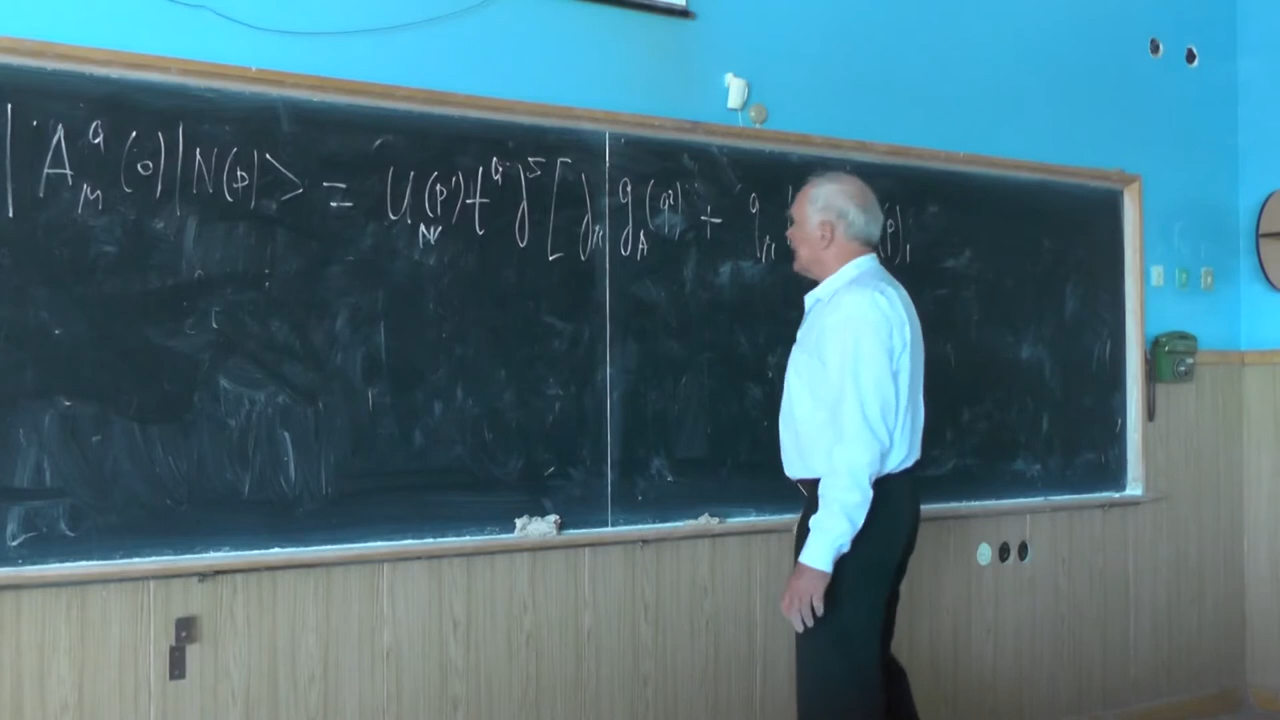 | A_μ^a (0) | N(p) > = U_N (p') t^a γ^5 [ γ_μ g_A (q²) + q_μ (p),